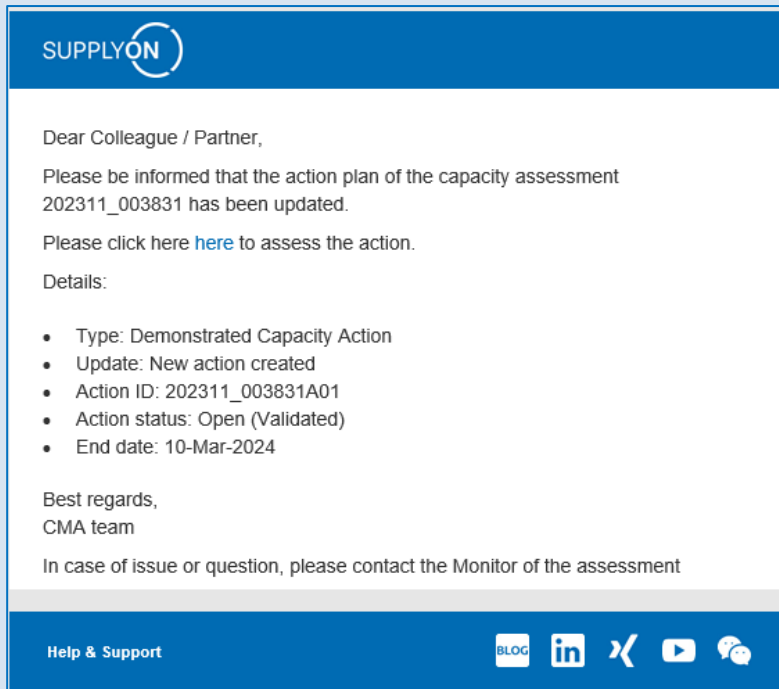 SUPPLYON
Dear Colleague / Partner,
Please be informed that the action plan of the capacity assessment
202311_003831 has been updated.
Please click here here to assess the action.
Details:
• Type: Demonstrated Capacity Action
• Update: New action created
• Action ID: 202311_003831A01
• Action status: Open (Validated)
• End date: 10-Mar-2024
Best regards,
CMA team
In case of issue or question, please contact the Monitor of the assessment
Help & Support
BLOG
in